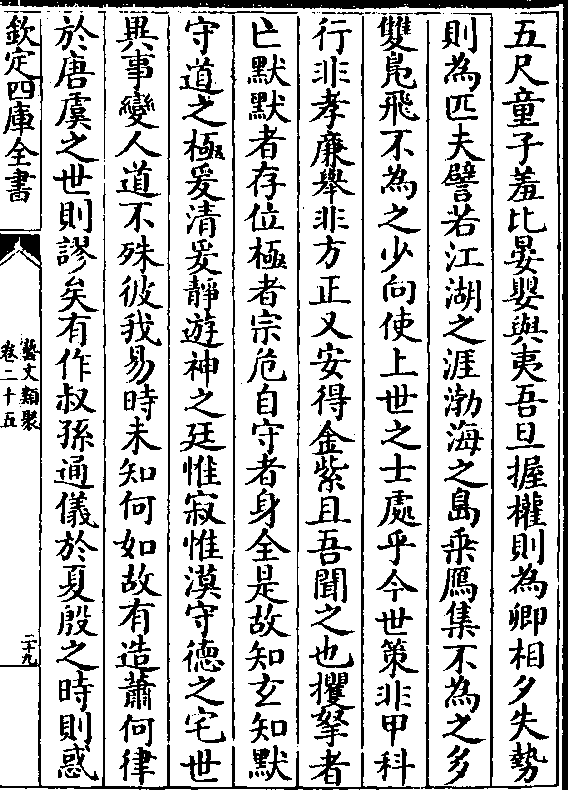 五尺童子羞比晏嬰與夷吾旦握權則為卿相夕失勢
則為匹夫譬若江湖之涯渤海之島乗鴈集不為之多
雙鳬飛不為之少向使上世之士處乎今世策非甲科
行非孝廉舉非方正又安得金紫且吾聞之也攫拏者
亡默默者存位極者宗危自守者身全是故知𤣥知默
守道之極爰清爰靜遊神之廷惟寂惟漠守德之宅世
異事變人道不殊彼我易時未知何如故有造蕭何律
於唐虞之世則謬矣有作叔孫通儀於夏殷之時則惑
欽定四庫全書
藝文類聚
卷二十五
二十九